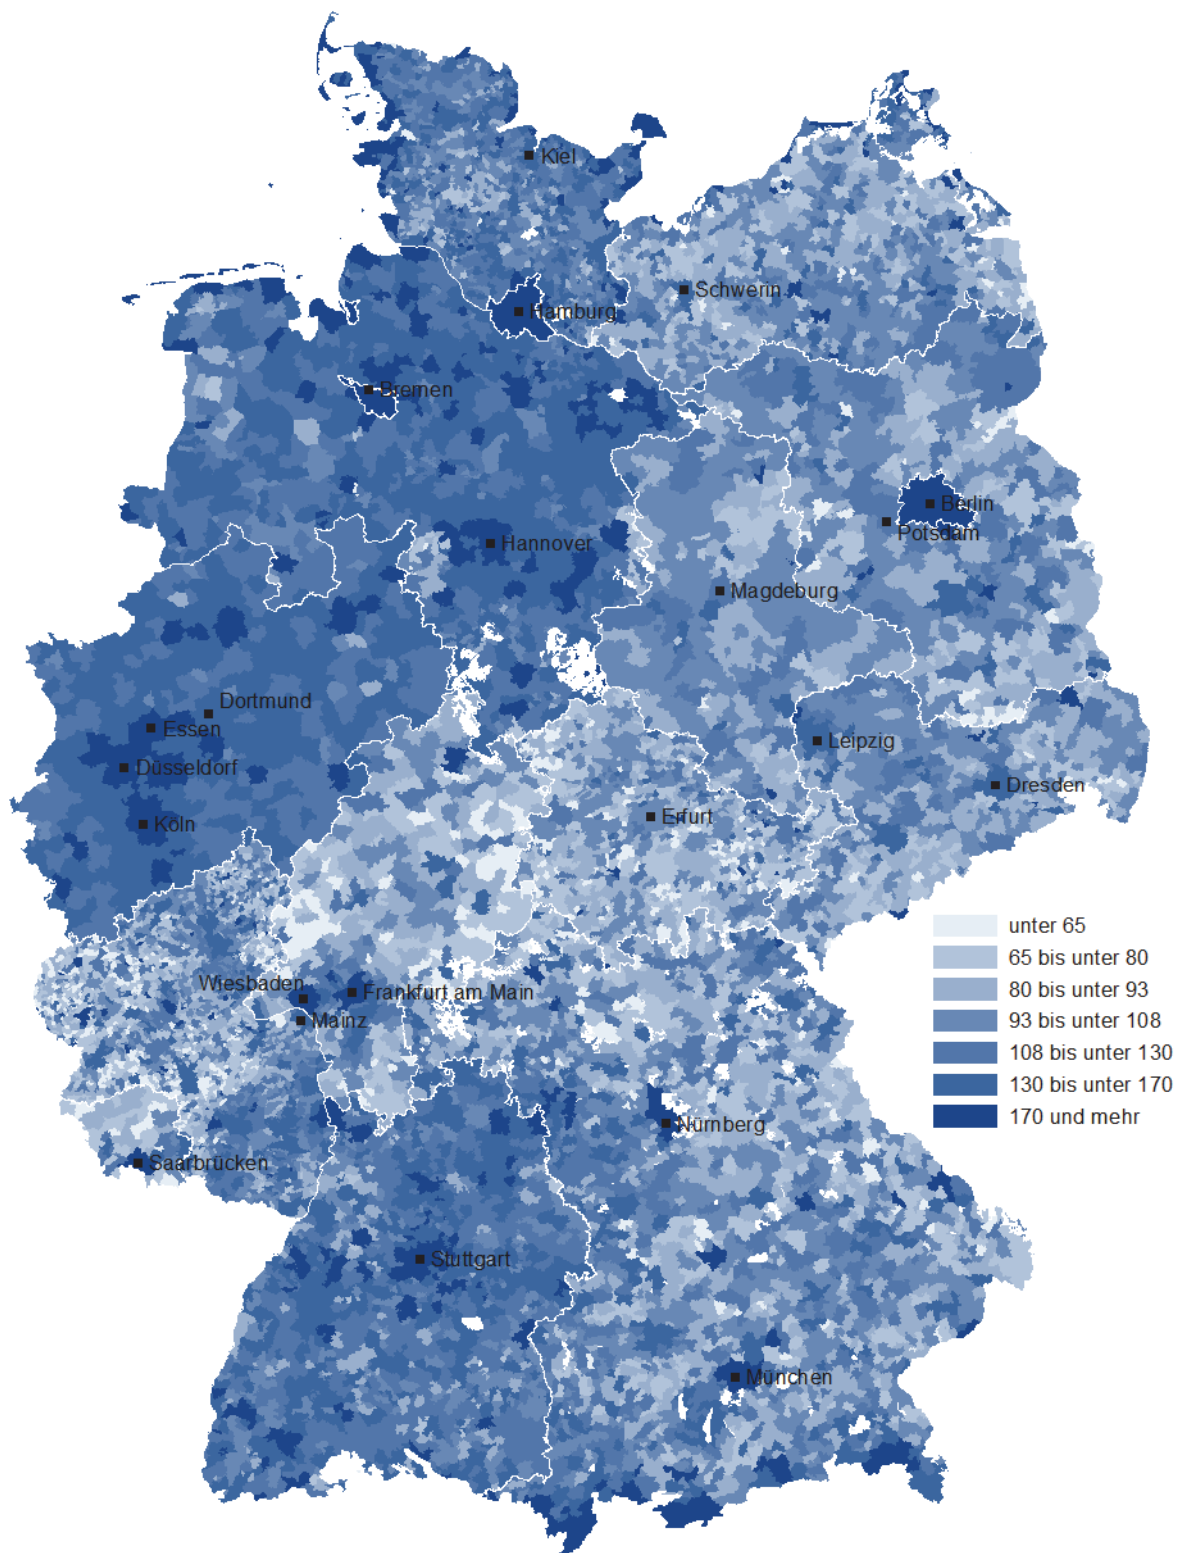 Kiel
Schwerin
Hamburg
Bremen
Berlin
Potsdam
Hannover
Magdeburg
Dortmund
Essen
Leipzig
Düsseldorf
Dresden
Köln
Erfurt
unter 65
65 bis unter 80
80 bis unter 93
93 bis unter 108
108 bis unter 130
130 bis unter 170
170 und mehr
Wiesbaden
Frankfurt am Main
Mainz
Nürnberg
Saarbrücken
Stuttgart
München